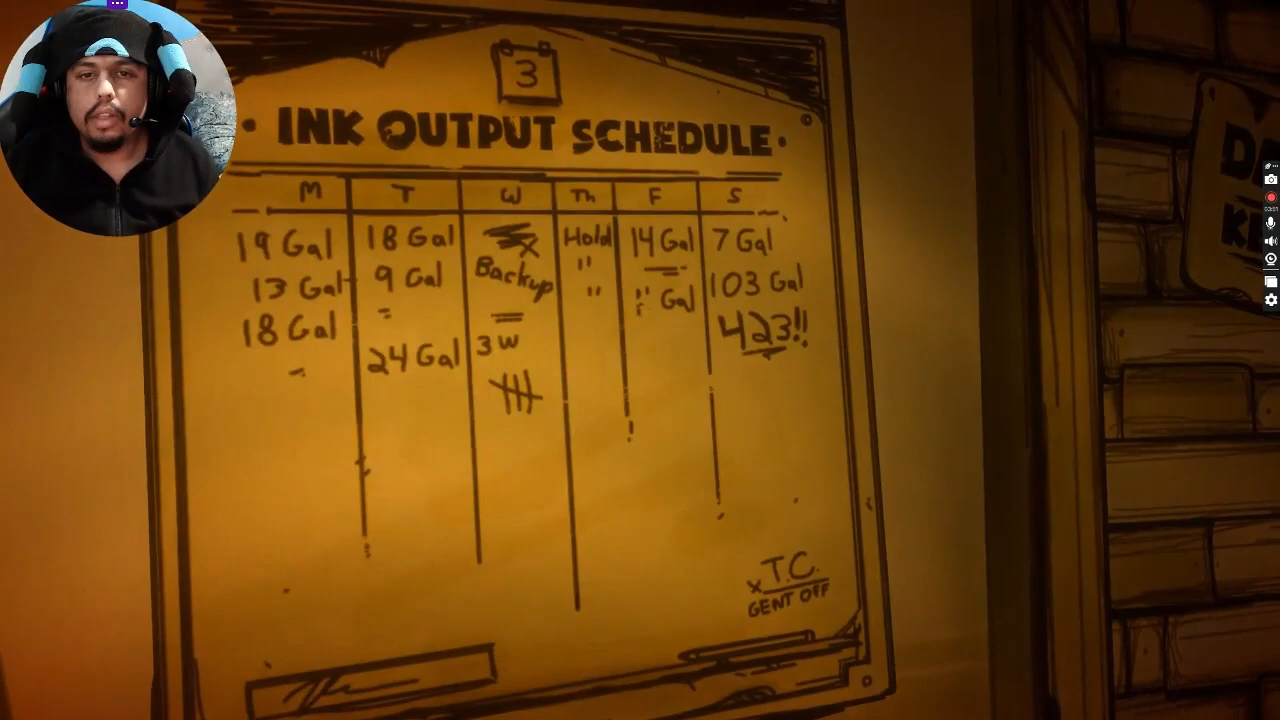 3
· INK OUTPUT SCHEDULE ·
M T W Th F S
19 Gal 18 Gal Hold 14 Gal 7 Gal
13 Gal 9 Gal Backup " 103 Gal
18 Gal " " Gal 423!!
24 Gal 3 W
x T.C.
GENT OFF